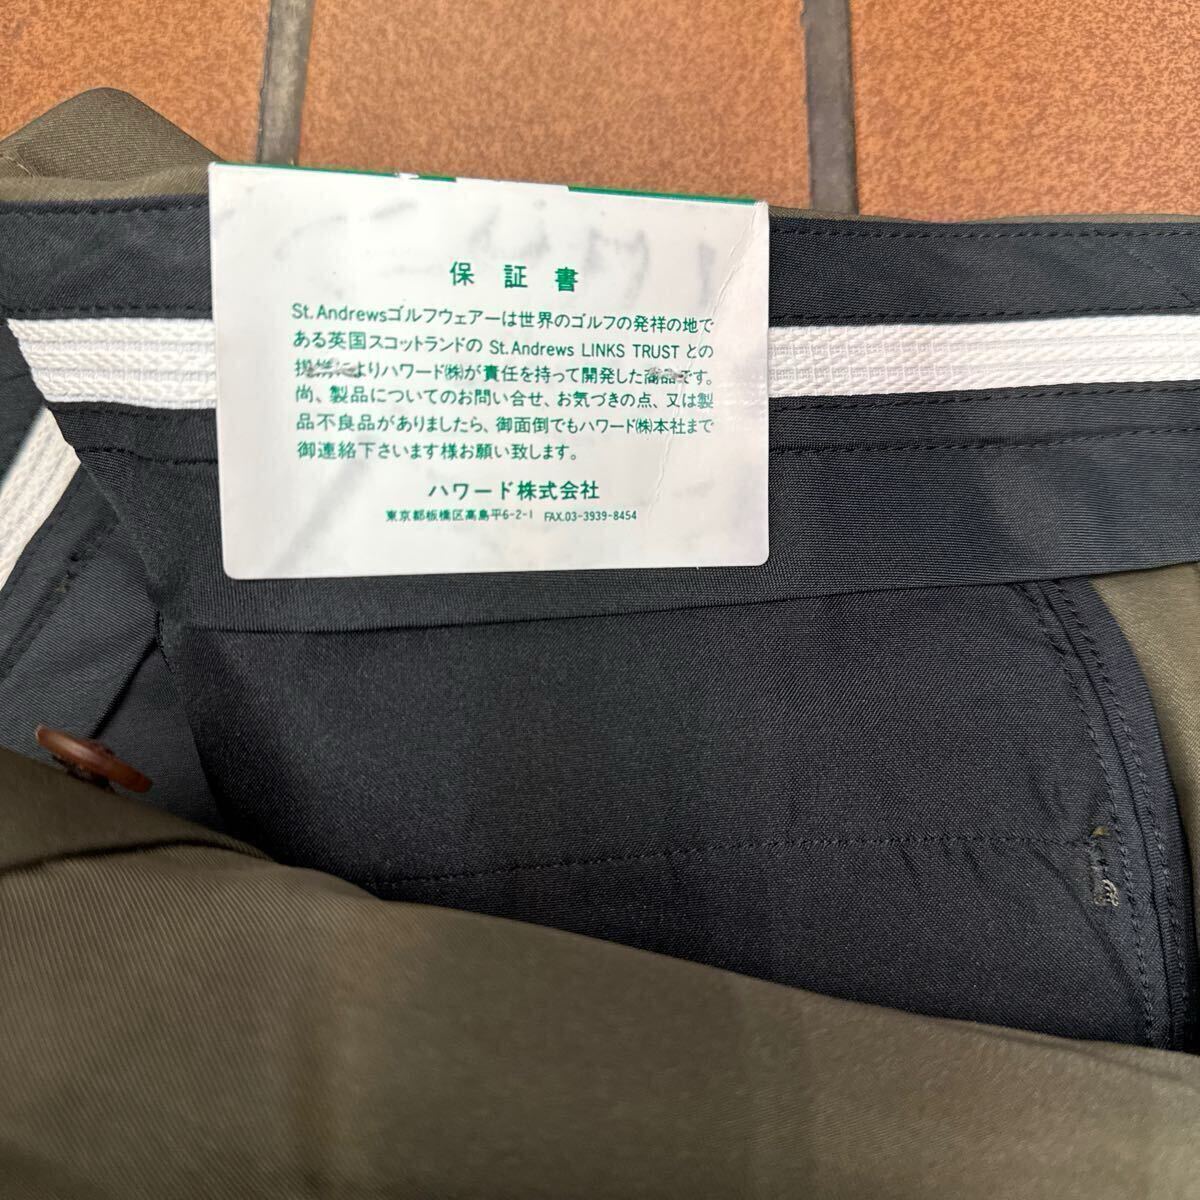 保証書
St.Andrewsゴルフウェアーは世界のゴルフの発祥の地で
ある英国スコットランドの St.Andrews LINKS TRUST との
によりハワード㈱が責任を持って開発した商品です。
尚、製品についてのお問い合せ、お気づきの点、又は製
品不良品がありましたら、御面倒でもハワード㈱本社まで
御連絡下さいます様お願い致します。
ハワード株式会社
東京都板橋区高島平6-2-1 FAX.03-3939-8454